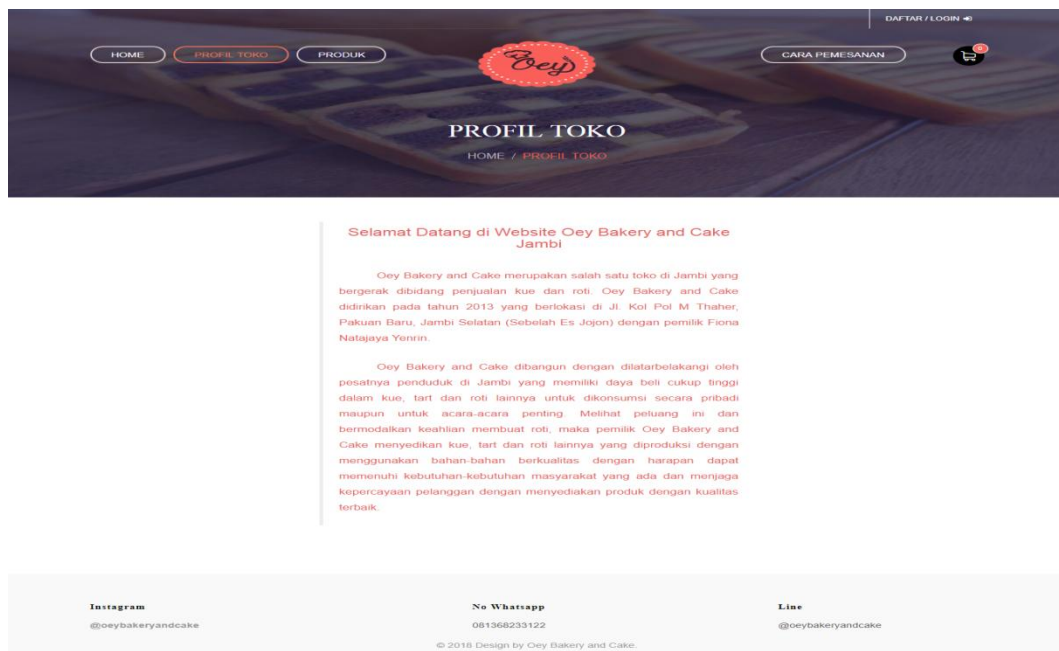 DAFTAR / LOGIN
HOME
PROFIL TOKO
PRODUK
Oey
CARA PEMESANAN
0
PROFIL TOKO
HOME / PROFIL TOKO
Selamat Datang di Website Oey Bakery and Cake
Jambi
Oey Bakery and Cake merupakan salah satu toko di Jambi yang
bergerak dibidang penjualan kue dan roti. Oey Bakery and Cake
didirikan pada tahun 2013 yang berlokasi di Jl. Kol Pol M Thaher,
Pakuan Baru, Jambi Selatan (Sebelah Es Jojon) dengan pemilik Fiona
Natajaya Yenrin.
Oey Bakery and Cake dibangun dengan dilatarbelakangi oleh
pesatnya penduduk di Jambi yang memiliki daya beli cukup tinggi
dalam kue, tart dan roti lainnya untuk dikonsumsi secara pribadi
maupun untuk acara-acara penting. Melihat peluang ini dan
bermodalkan keahlian membuat roti, maka pemilik Oey Bakery and
Cake menyedikan kue, tart dan roti lainnya yang diproduksi dengan
menggunakan bahan-bahan berkualitas dengan harapan dapat
memenuhi kebutuhan-kebutuhan masyarakat yang ada dan menjaga
kepercayaan pelanggan dengan menyediakan produk dengan kualitas
terbaik.
Instagram
@oeybakeryandcake
No Whatsapp
081368233122
Line
@oeybakeryandcake
© 2018 Design by Oey Bakery and Cake.